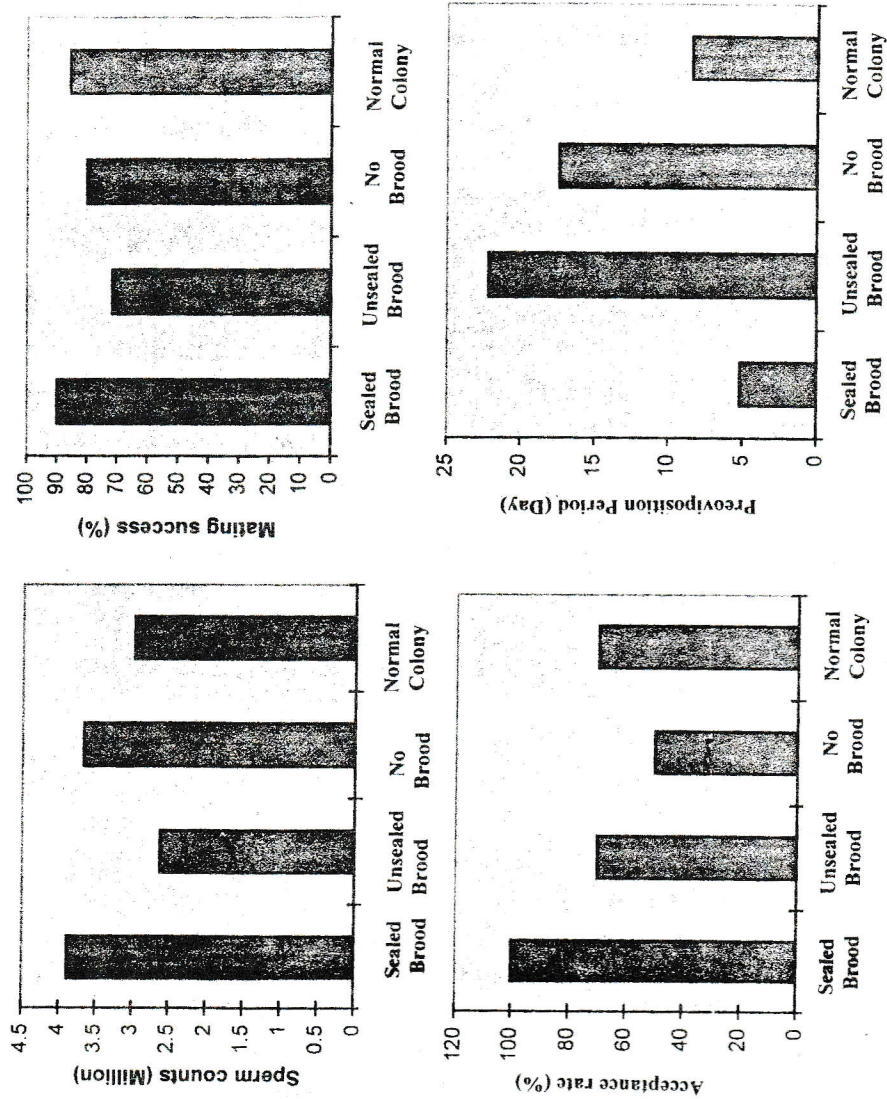 4.5
4
3.5
3
2.5
2
1.5
1
0.5
0
Sperm counts (Million)
Sealed
Brood
Unsealed
Brood
No
Brood
Normal
Colony
100
90
80
70
60
50
40
30
20
10
0
Mating success (%)
Sealed
Brood
Unsealed
Brood
No
Brood
Normal
Colony
120
100
80
60
40
20
0
Acceptance rate (%)
Sealed
Brood
Unsealed
Brood
No
Brood
Normal
Colony
25
20
15
10
5
0
Preoviposition Period (Day)
Sealed
Brood
Unsealed
Brood
No
Brood
Normal
Colony